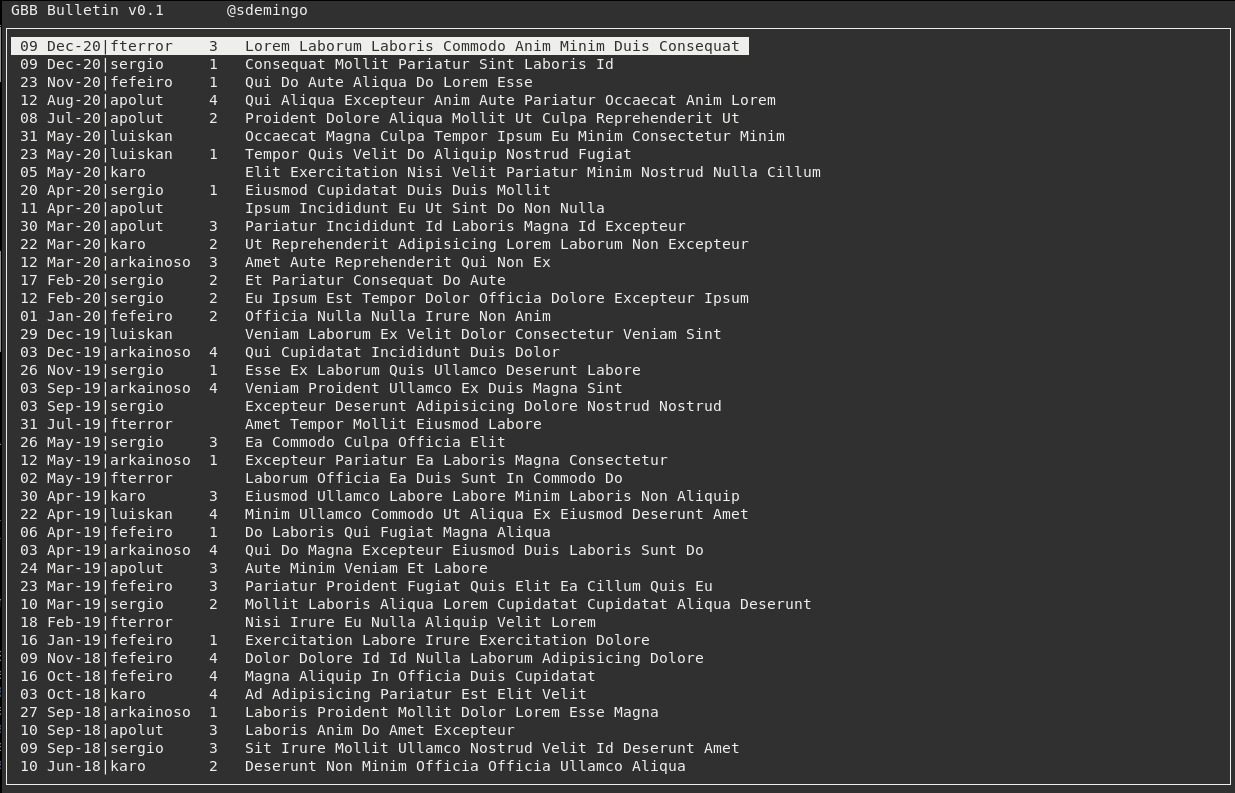 GBB Bulletin v0.1       @sdemingo
09 Dec-20|fterror    3   Lorem Laborum Laboris Commodo Anim Minim Duis Consequat
09 Dec-20|sergio     1   Consequat Mollit Pariatur Sint Laboris Id
23 Nov-20|fefeiro    1   Qui Do Aute Aliqua Do Lorem Esse
12 Aug-20|apolut     4   Qui Aliqua Excepteur Anim Aute Pariatur Occaecat Anim Lorem
08 Jul-20|apolut     2   Proident Dolore Aliqua Mollit Ut Culpa Reprehenderit Ut
31 May-20|luiskan        Occaecat Magna Culpa Tempor Ipsum Eu Minim Consectetur Minim
23 May-20|luiskan    1   Tempor Quis Velit Do Aliquip Nostrud Fugiat
05 May-20|karo           Elit Exercitation Nisi Velit Pariatur Minim Nostrud Nulla Cillum
20 Apr-20|sergio     1   Eiusmod Cupidatat Duis Duis Mollit
11 Apr-20|apolut         Ipsum Incididunt Eu Ut Sint Do Non Nulla
30 Mar-20|apolut     3   Pariatur Incididunt Id Laboris Magna Id Excepteur
22 Mar-20|karo       2   Ut Reprehenderit Adipisicing Lorem Laborum Non Excepteur
12 Mar-20|arkainoso  3   Amet Aute Reprehenderit Qui Non Ex
17 Feb-20|sergio     2   Et Pariatur Consequat Do Aute
12 Feb-20|sergio     2   Eu Ipsum Est Tempor Dolor Officia Dolore Excepteur Ipsum
01 Jan-20|fefeiro    2   Officia Nulla Nulla Irure Non Anim
29 Dec-19|luiskan        Veniam Laborum Ex Velit Dolor Consectetur Veniam Sint
03 Dec-19|arkainoso  4   Qui Cupidatat Incididunt Duis Dolor
26 Nov-19|sergio     1   Esse Ex Laborum Quis Ullamco Deserunt Labore
03 Sep-19|arkainoso  4   Veniam Proident Ullamco Ex Duis Magna Sint
03 Sep-19|sergio         Excepteur Deserunt Adipisicing Dolore Nostrud Nostrud
31 Jul-19|fterror        Amet Tempor Mollit Eiusmod Labore
26 May-19|sergio     3   Ea Commodo Culpa Officia Elit
12 May-19|arkainoso  1   Excepteur Pariatur Ea Laboris Magna Consectetur
02 May-19|fterror        Laborum Officia Ea Duis Sunt In Commodo Do
30 Apr-19|karo       3   Eiusmod Ullamco Labore Labore Minim Laboris Non Aliquip
22 Apr-19|luiskan    4   Minim Ullamco Commodo Ut Aliqua Ex Eiusmod Deserunt Amet
06 Apr-19|fefeiro    1   Do Laboris Qui Fugiat Magna Aliqua
03 Apr-19|arkainoso  4   Qui Do Magna Excepteur Eiusmod Duis Laboris Sunt Do
24 Mar-19|apolut     3   Aute Minim Veniam Et Labore
23 Mar-19|fefeiro    3   Pariatur Proident Fugiat Quis Elit Ea Cillum Quis Eu
10 Mar-19|sergio     2   Mollit Laboris Aliqua Lorem Cupidatat Cupidatat Aliqua Deserunt
18 Feb-19|fterror        Nisi Irure Eu Nulla Aliquip Velit Lorem
16 Jan-19|fefeiro    1   Exercitation Labore Irure Exercitation Dolore
09 Nov-18|fefeiro    4   Dolor Dolore Id Id Nulla Laborum Adipisicing Dolore
16 Oct-18|fefeiro    4   Magna Aliquip In Officia Duis Cupidatat
03 Oct-18|karo       4   Ad Adipisicing Pariatur Est Elit Velit
27 Sep-18|arkainoso  1   Laboris Proident Mollit Dolor Lorem Esse Magna
10 Sep-18|apolut     3   Laboris Anim Do Amet Excepteur
09 Sep-18|sergio     3   Sit Irure Mollit Ullamco Nostrud Velit Id Deserunt Amet
10 Jun-18|karo       2   Deserunt Non Minim Officia Officia Ullamco Aliqua